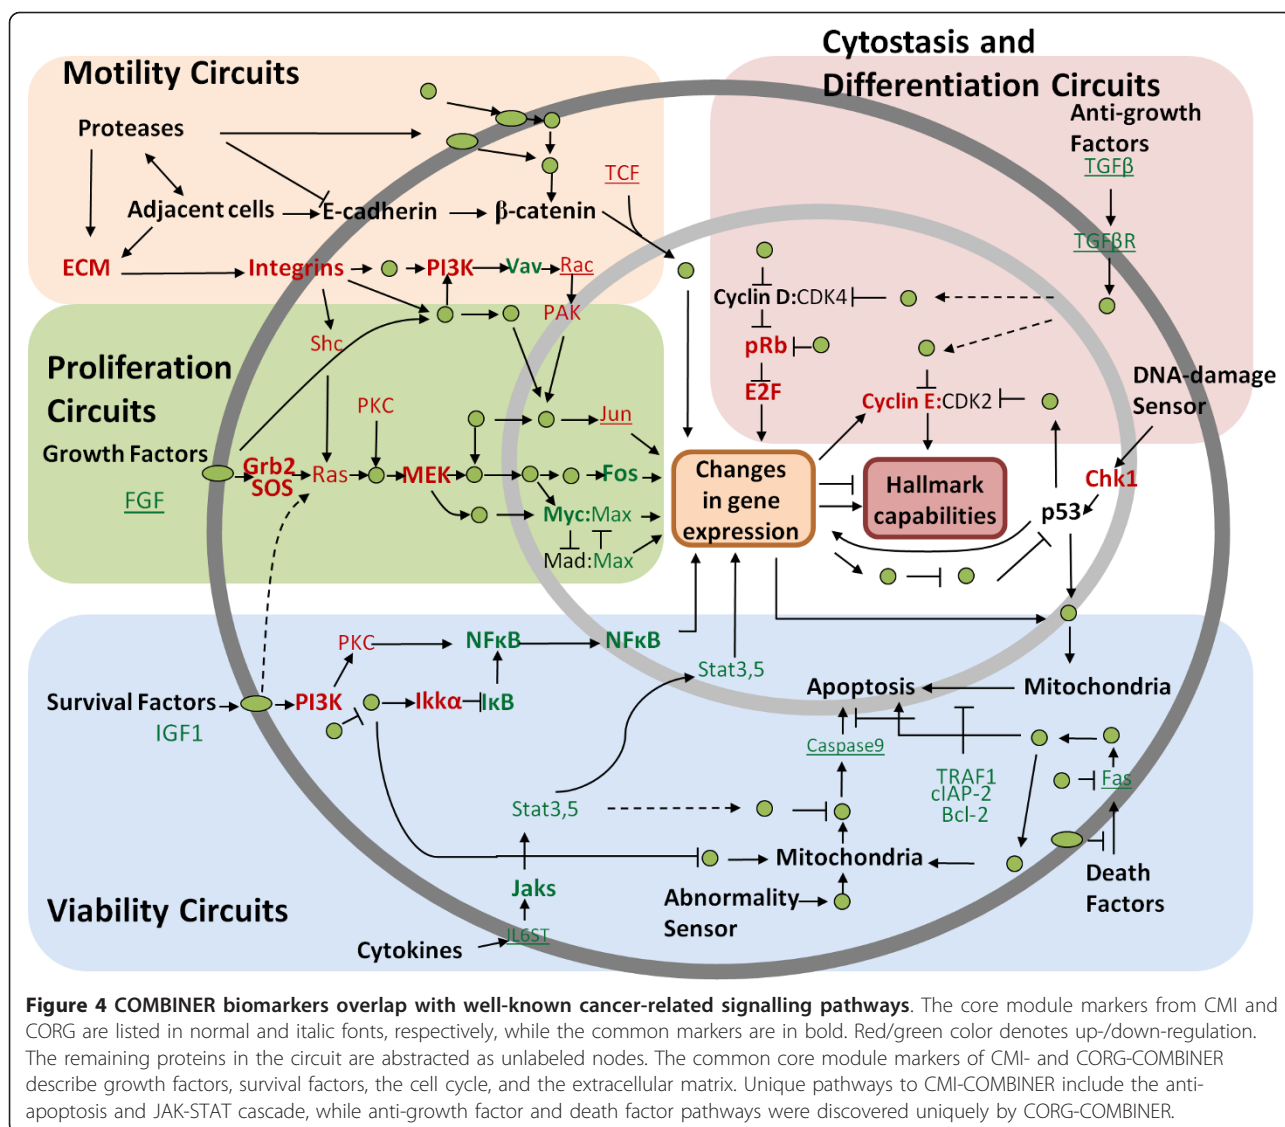 Motility Circuits
Cytostasis and
Differentiation Circuits
Proteases
Anti-growth
Factors
TGFβ
TCF
Adjacent cells
E-cadherin
β-catenin
TGFβR
ECM
Integrins
PI3K
Vav
Rac
Cyclin D:CDK4
PAK
Shc
pRb
Proliferation
Circuits
DNA-damage
Sensor
E2F
PKC
Cyclin E:CDK2
Jun
Growth Factors
Grb2
SOS
Ras
MEK
Fos
Changes
in gene
expression
Hallmark
capabilities
Chk1
FGF
Myc:Max
p53
Mad:Max
PKC
NFκB
NFκB
Stat3,5
Survival Factors
IGF1
PI3K
Ikkα
IκB
Apoptosis
Mitochondria
Caspase9
TRAF1
cIAP-2
Bcl-2
Fas
Stat3,5
Mitochondria
Death
Factors
Jaks
Abnormality
Sensor
Viability Circuits
Cytokines
IL6ST
Figure 4 COMBINER biomarkers overlap with well-known cancer-related signalling pathways. The core module markers from CMI and
CORG are listed in normal and italic fonts, respectively, while the common markers are in bold. Red/green color denotes up-/down-regulation.
The remaining proteins in the circuit are abstracted as unlabeled nodes. The common core module markers of CMI- and CORG-COMBINER
describe growth factors, survival factors, the cell cycle, and the extracellular matrix. Unique pathways to CMI-COMBINER include the anti-
apoptosis and JAK-STAT cascade, while anti-growth factor and death factor pathways were discovered uniquely by CORG-COMBINER.